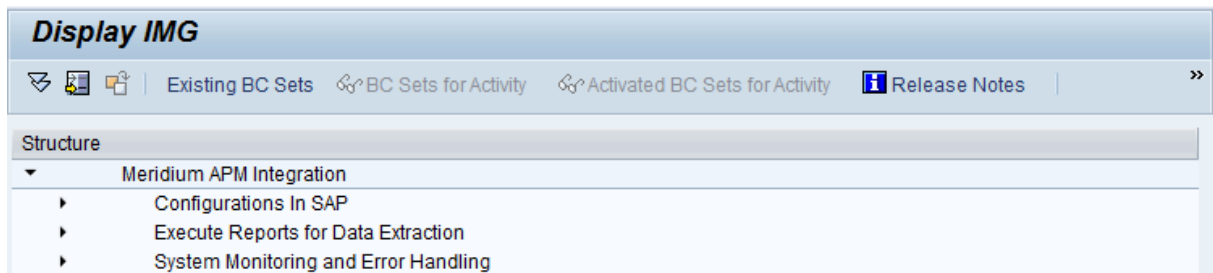 Display IMG
Existing BC Sets BC Sets for Activity Activated BC Sets for Activity Release Notes
Structure
Meridium APM Integration
Configurations In SAP
Execute Reports for Data Extraction
System Monitoring and Error Handling